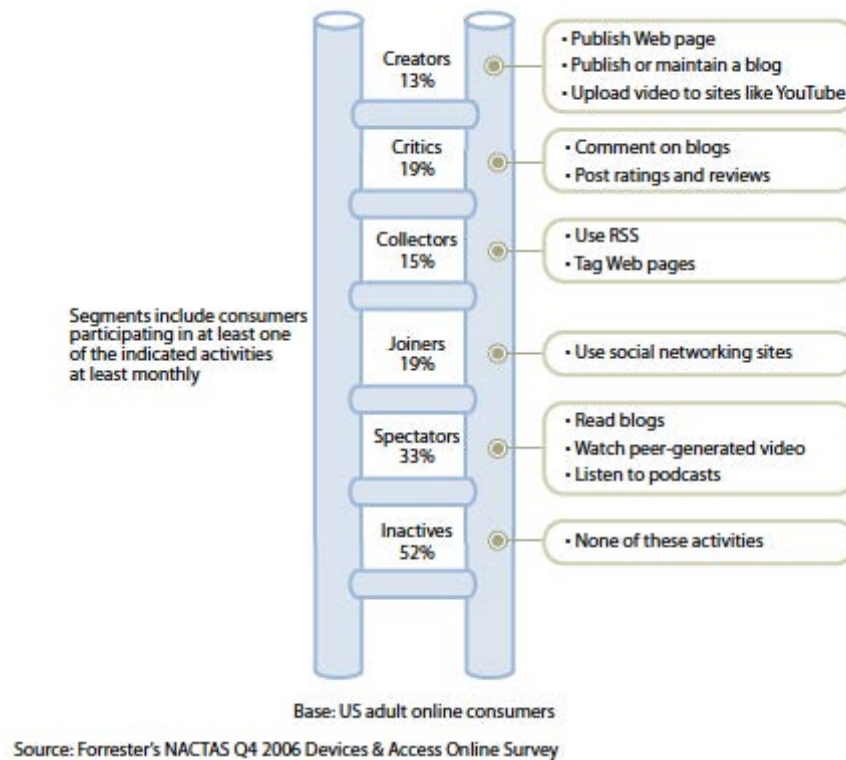 Creators
13%
• Publish Web page
• Publish or maintain a blog
• Upload video to sites like YouTube
Critics
19%
• Comment on blogs
• Post ratings and reviews
Collectors
15%
• Use RSS
• Tag Web pages
Segments include consumers
participating in at least one
of the indicated activities
at least monthly
Joiners
19%
• Use social networking sites
Spectators
33%
• Read blogs
• Watch peer-generated video
• Listen to podcasts
Inactives
52%
• None of these activities
Base: US adult online consumers
Source: Forrester's NACTAS Q4 2006 Devices & Access Online Survey